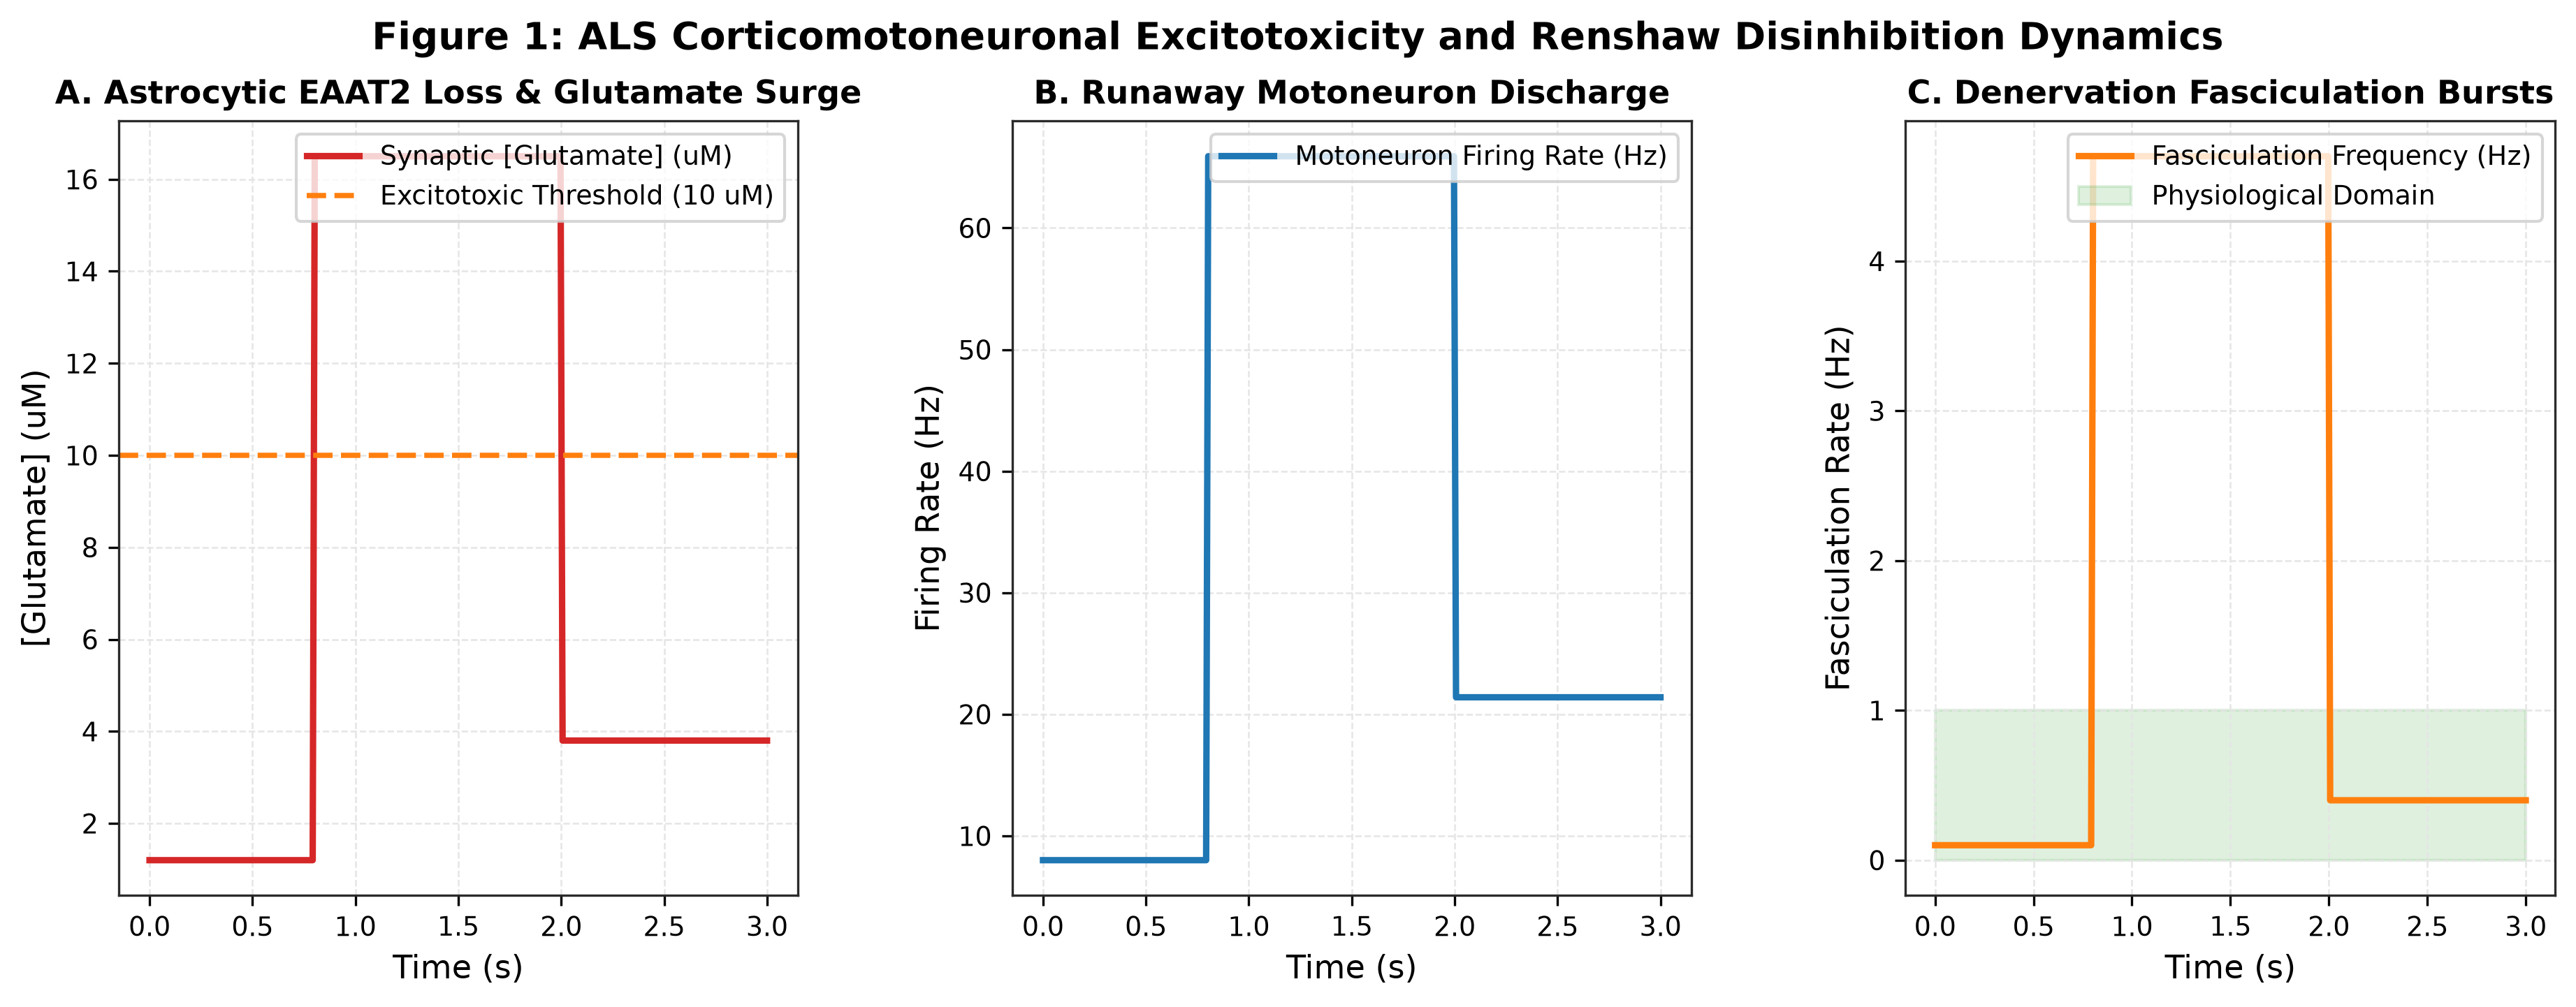 Figure 1: ALS Corticomotoneuronal Excitotoxicity and Renshaw Disinhibition Dynamics
A. Astrocytic EAAT2 Loss & Glutamate Surge
Synaptic [Glutamate] (uM)
Excitotoxic Threshold (10 uM)
[Glutamate] (uM)
16
14
12
10
8
6
4
2
0.0 0.5 1.0 1.5 2.0 2.5 3.0
Time (s)
B. Runaway Motoneuron Discharge
Motoneuron Firing Rate (Hz)
Firing Rate (Hz)
60
50
40
30
20
10
0.0 0.5 1.0 1.5 2.0 2.5 3.0
Time (s)
C. Denervation Fasciculation Bursts
Fasciculation Frequency (Hz)
Physiological Domain
Fasciculation Rate (Hz)
4
3
2
1
0
0.0 0.5 1.0 1.5 2.0 2.5 3.0
Time (s)